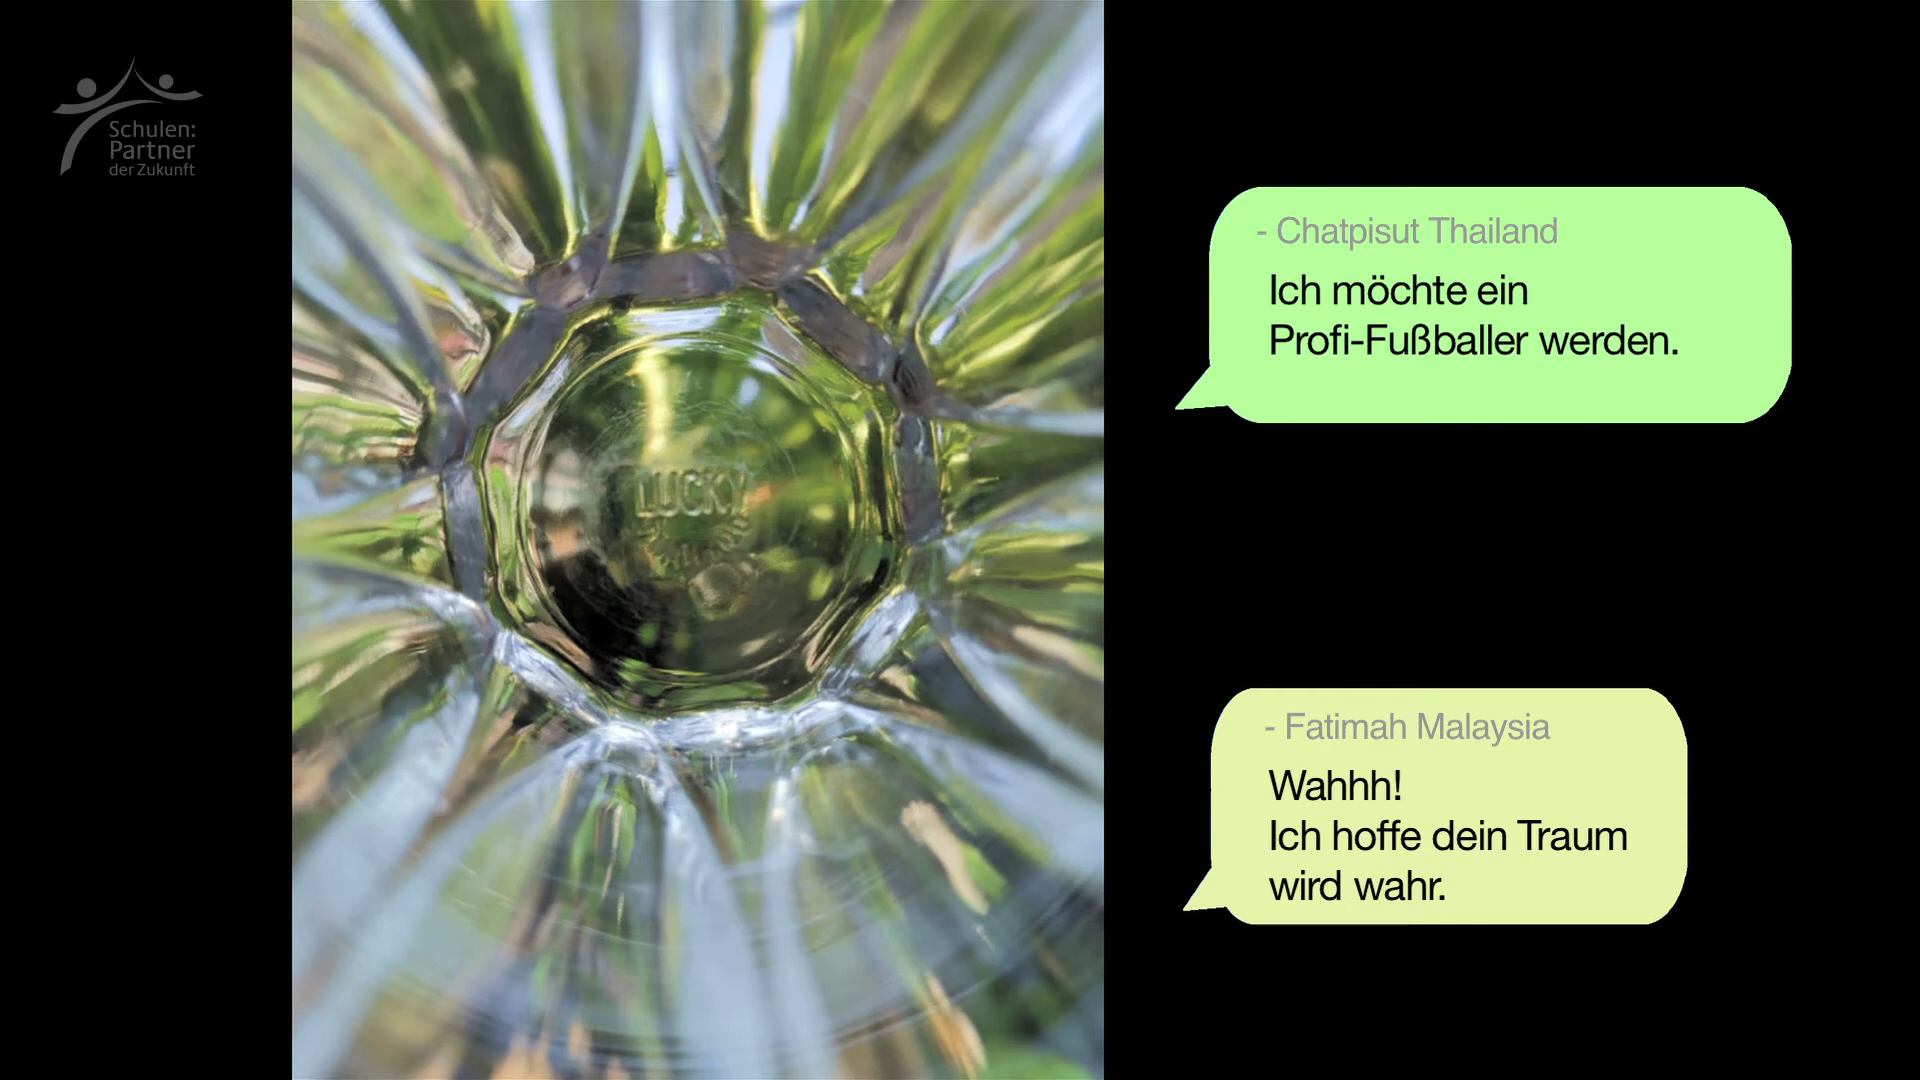 Schulen:
Partner
der Zukunft
LUCKY
- Chatpisut Thailand
Ich möchte ein
Profi-Fußballer werden.
- Fatimah Malaysia
Wahhh!
Ich hoffe dein Traum
wird wahr.